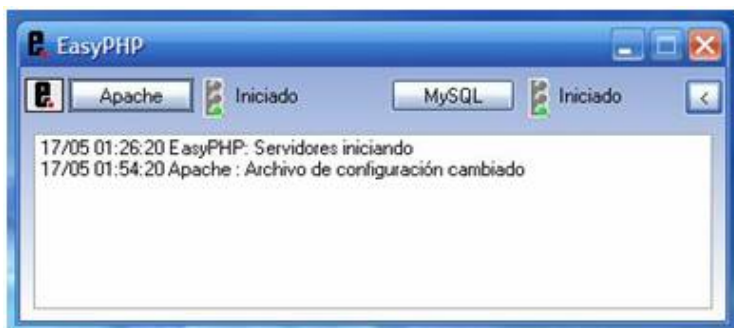 e. EasyPHP
e. Apache Iniciado MySQL Iniciado <
17/05 01:26:20 EasyPHP: Servidores iniciando
17/05 01:54:20 Apache : Archivo de configuración cambiado